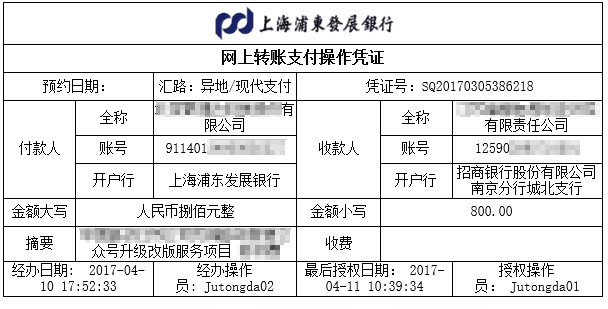 上海浦東發展銀行
网上转账支付操作凭证
预约日期：
汇路：异地/现代支付
凭证号：SQ20170305386218
付款人
全称
有
限公司
收款人
全称
有限责任公司
账号
911401
账号
12590
开户行
上海浦东发展银行
开户行
招商银行股份有限公司
南京分行城北支行
金额大写
人民币捌佰元整
金额小写
800.00
摘要
众号升级改版服务项目
收费
经办日期： 2017-04-
10 17:52:33
经办操作
员：Jutongda02
最后授权日期： 2017-
04-11 10:39:34
授权操作
员： Jutongda01